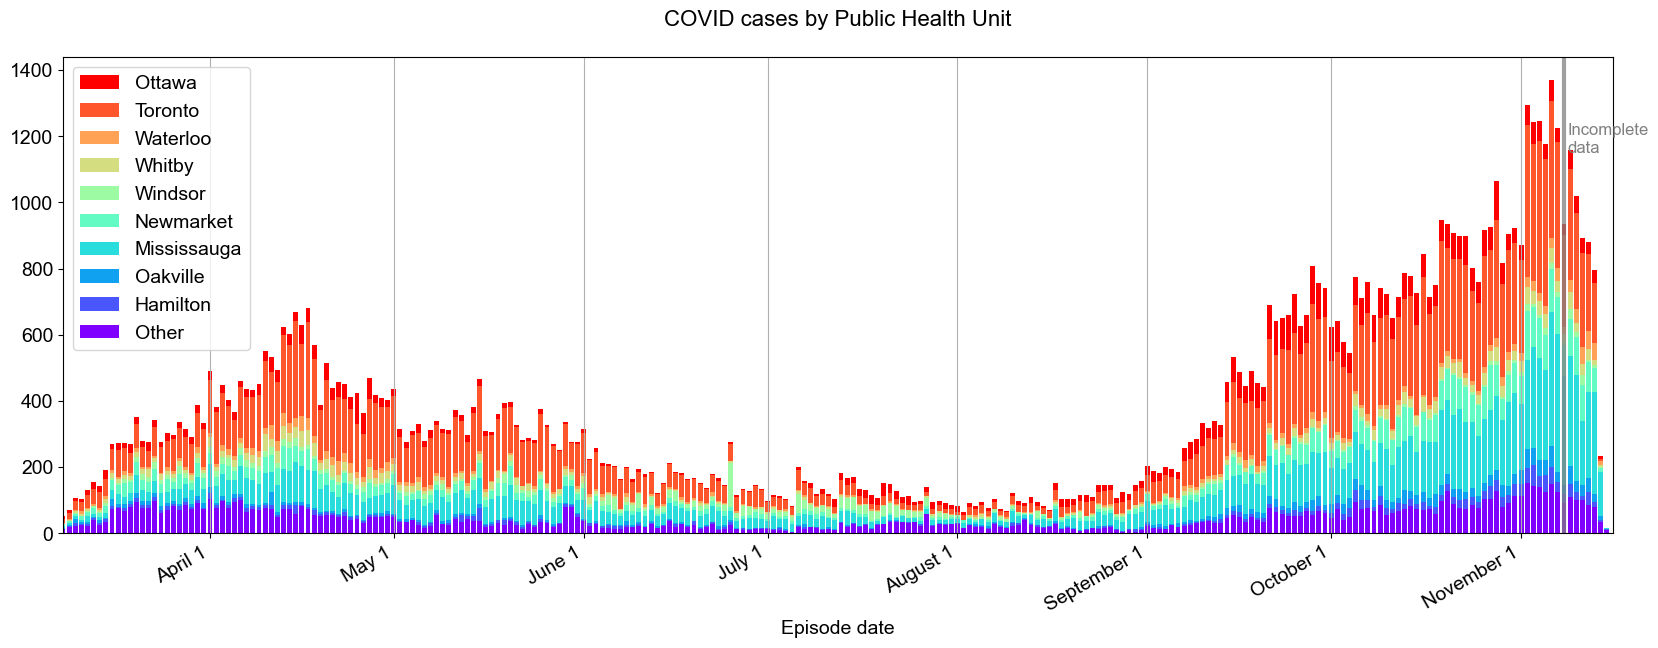 COVID cases by Public Health Unit
1400
1200
1000
800
600
400
200
0
Ottawa
Toronto
Waterloo
Whitby
Windsor
Newmarket
Mississauga
Oakville
Hamilton
Other
Incomplete
data
April 1
May 1
June 1
July 1
August 1
September 1
October 1
November 1
Episode date